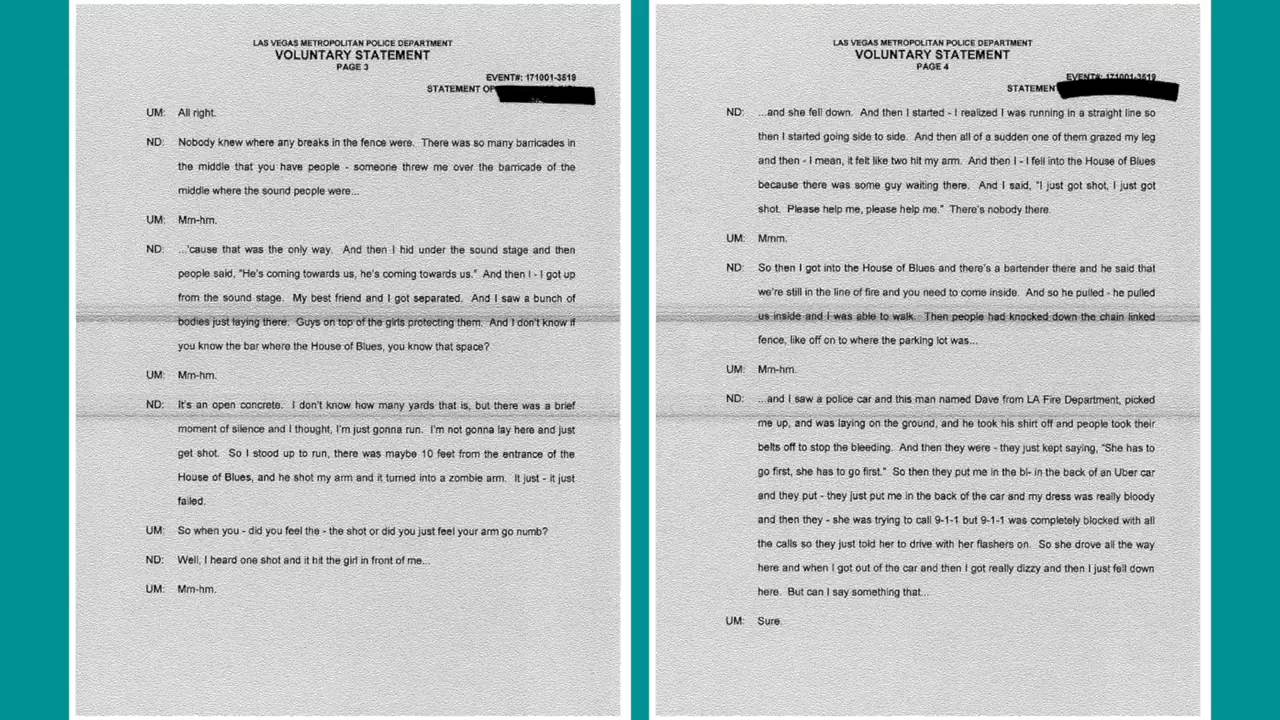 LAS VEGAS METROPOLITAN POLICE DEPARTMENT
VOLUNTARY STATEMENT
PAGE 3
EVENT#: 171001-3519
STATEMENT OF
UM: All right.
ND: Nobody knew where any breaks in the fence were. There was so many barricades in
the middle that you have people - someone threw me over the barricade of the
middle where the sound people were...
UM: Mm-hm.
ND: ...'cause that was the only way. And then I hid under the sound stage and then
people said, "He's coming towards us, he's coming towards us." And then I - I got up
from the sound stage. My best friend and I got separated. And I saw a bunch of
bodies just laying there. Guys on top of the girls protecting them. And I don't know if
you know the bar where the House of Blues, you know that space?
UM: Mm-hm.
ND: It's an open concrete. I don't know how many yards that is, but there was a brief
moment of silence and I thought, I'm just gonna run. I'm not gonna lay here and just
get shot. So I stood up to run, there was maybe 10 feet from the entrance of the
House of Blues, and he shot my arm and it turned into a zombie arm. It just - it just
failed.
UM: So when you - did you feel the - the shot or did you just feel your arm go numb?
ND: Well, I heard one shot and it hit the girl in front of me...
UM: Mm-hm.
LAS VEGAS METROPOLITAN POLICE DEPARTMENT
VOLUNTARY STATEMENT
PAGE 4
EVENT#: 171001-3519
STATEMEN
ND: ...and she fell down. And then I started - I realized I was running in a straight line so
then I started going side to side. And then all of a sudden one of them grazed my leg
and then - I mean, it felt like two hit my arm. And then I - I fell into the House of Blues
because there was some guy waiting there. And I said, "I just got shot, I just got
shot. Please help me, please help me." There's nobody there.
UM: Mmm.
ND: So then I got into the House of Blues and there's a bartender there and he said that
we're still in the line of fire and you need to come inside. And so he pulled - he pulled
us inside and I was able to walk. Then people had knocked down the chain linked
fence, like off on to where the parking lot was...
UM: Mm-hm.
ND: ...and I saw a police car and this man named Dave from LA Fire Department, picked
me up, and was laying on the ground, and he took his shirt off and people took their
belts off to stop the bleeding. And then they were - they just kept saying, "She has to
go first, she has to go first." So then they put me in the bl- in the back of an Uber car
and they put - they just put me in the back of the car and my dress was really bloody
and then they - she was trying to call 9-1-1 but 9-1-1 was completely blocked with all
the calls so they just told her to drive with her flashers on. So she drove all the way
here and when I got out of the car and then I got really dizzy and then I just fell down
here. But can I say something that...
UM: Sure.